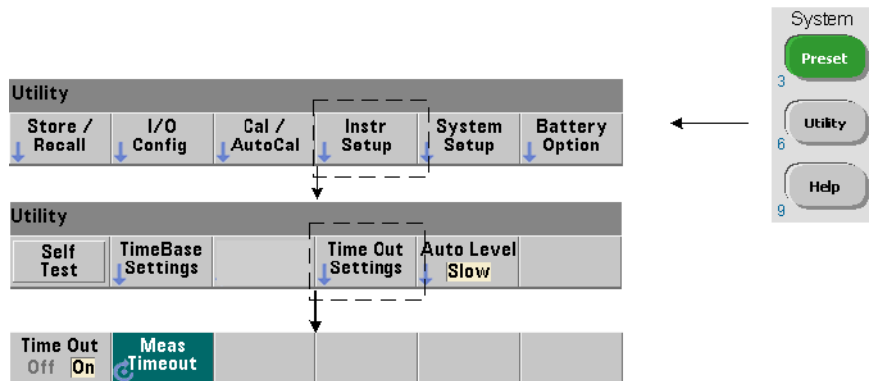 System
Preset
3
Utility
6
Help
9
Utility
Store /
Recall
I/O
Config
Cal /
AutoCal
Instr
Setup
System
Setup
Battery
Option
Utility
Self
Test
TimeBase
Settings
Time Out
Settings
Auto Level
Slow
Time Out
Off On
Meas
Timeout